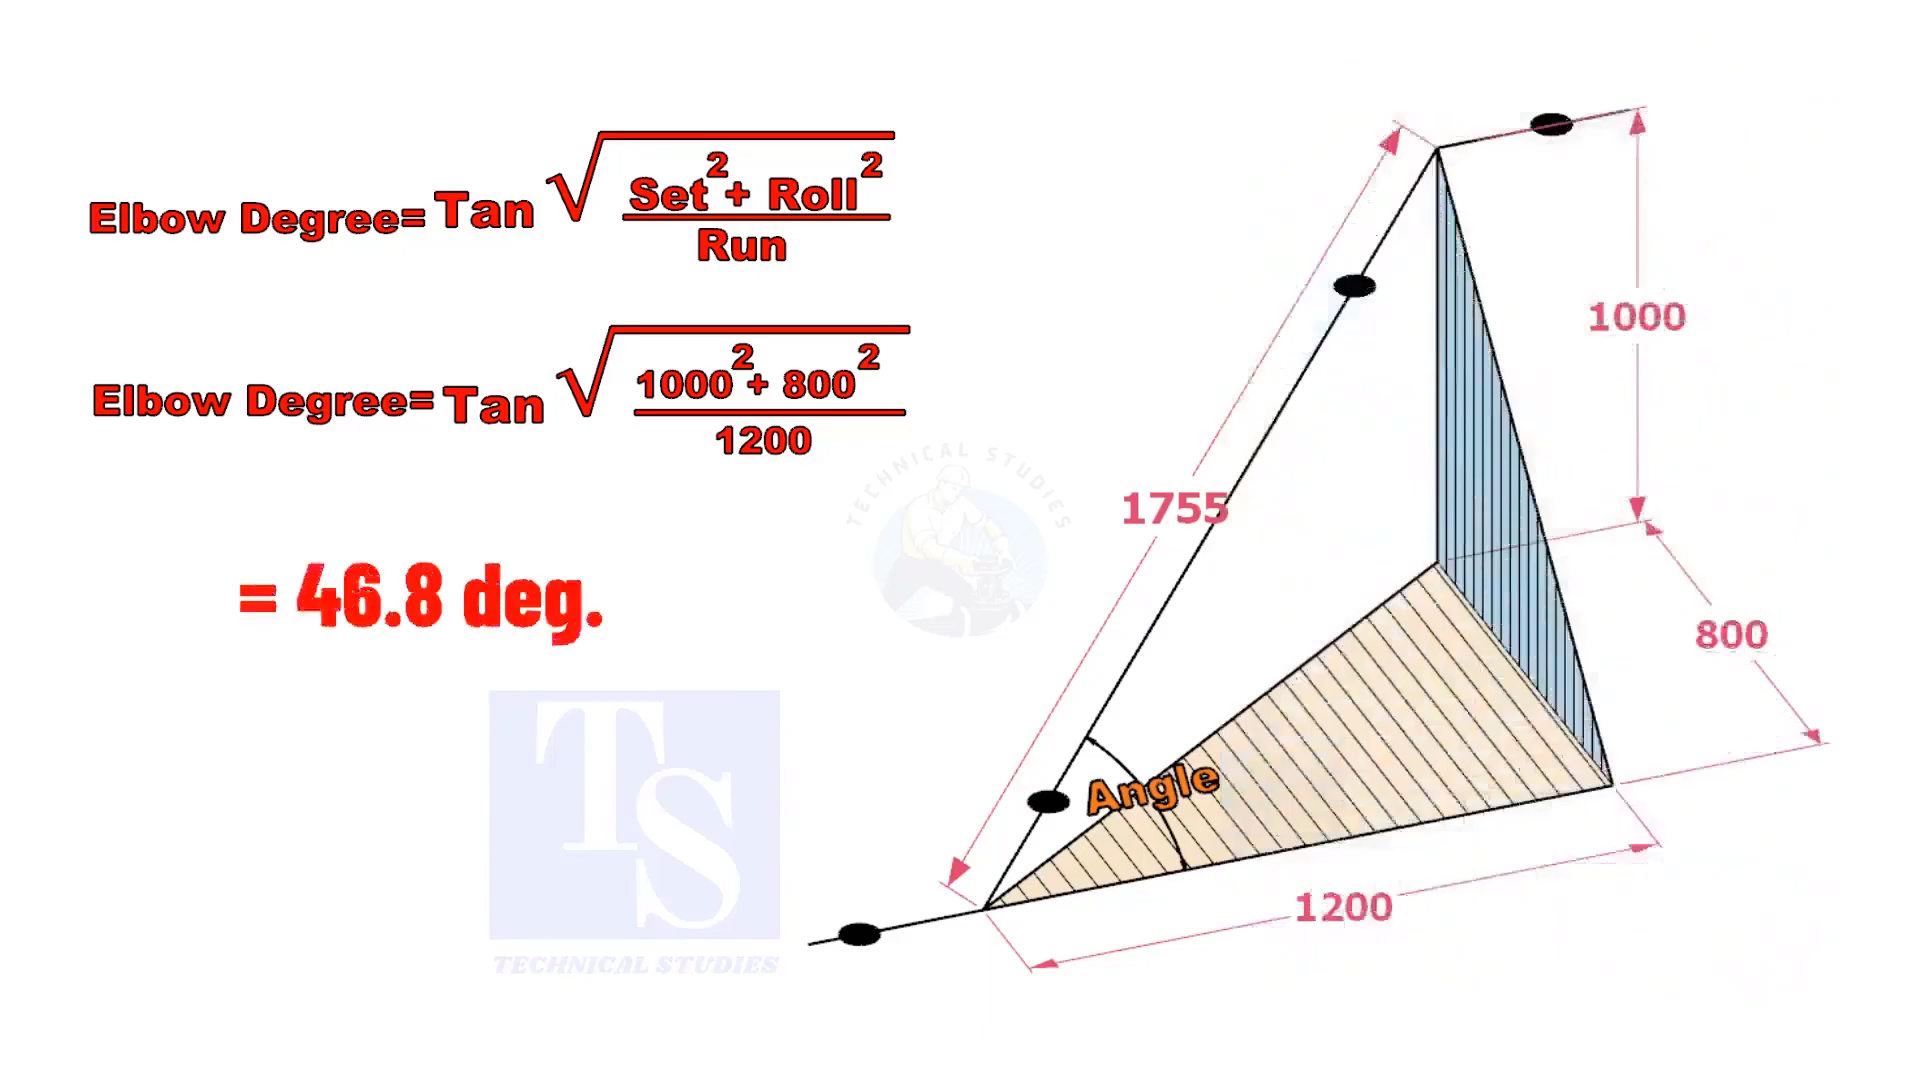 Elbow Degree= Tan √ Set²+ Roll²
Run
Elbow Degree= Tan √ 1000²+ 800²
1200
= 46.8 deg.
1000
1755
800
Angle
1200
TECHNICAL STUDIES
TS
TECHNICAL STUDIES